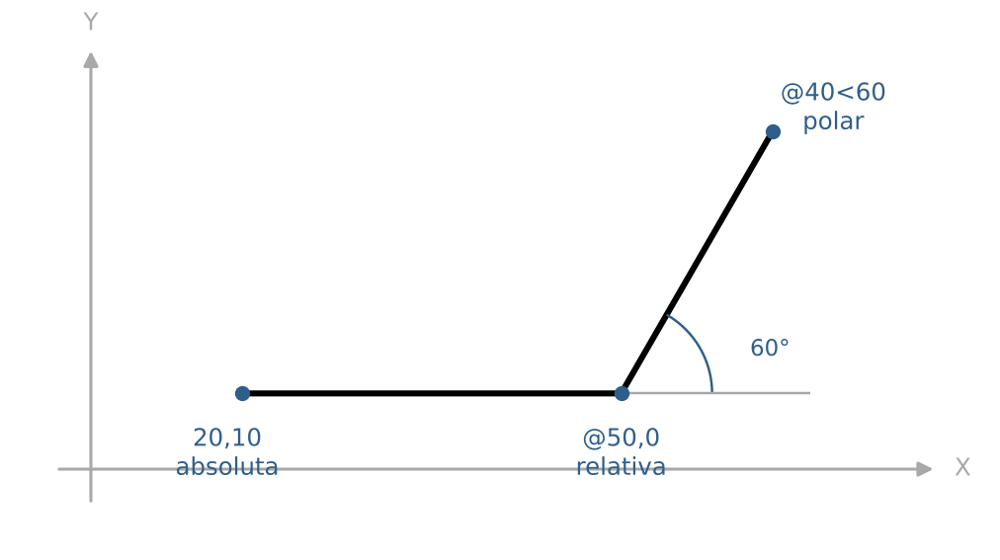 Y
@40<60
polar
60°
20,10
absoluta
@50,0
relativa
X